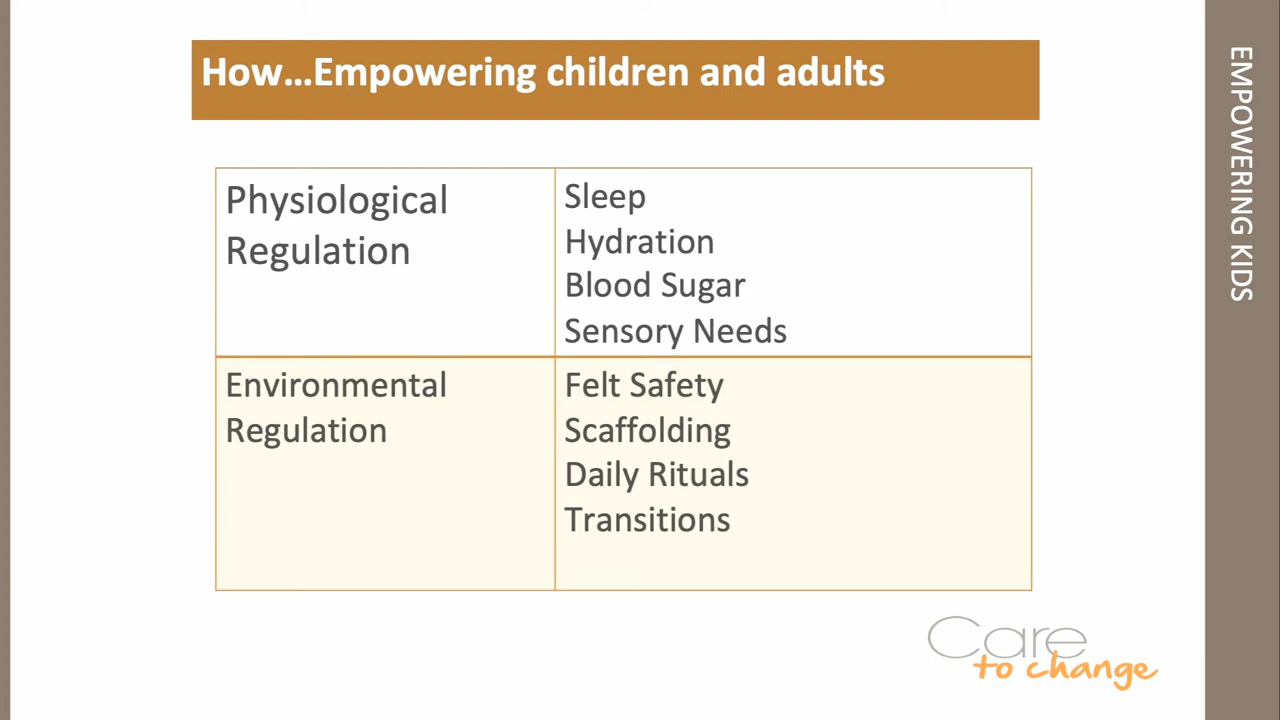 How...Empowering children and adults
Physiological
Regulation
Sleep
Hydration
Blood Sugar
Sensory Needs
Environmental
Regulation
Felt Safety
Scaffolding
Daily Rituals
Transitions
EMPOWERING KIDS
Care
to change